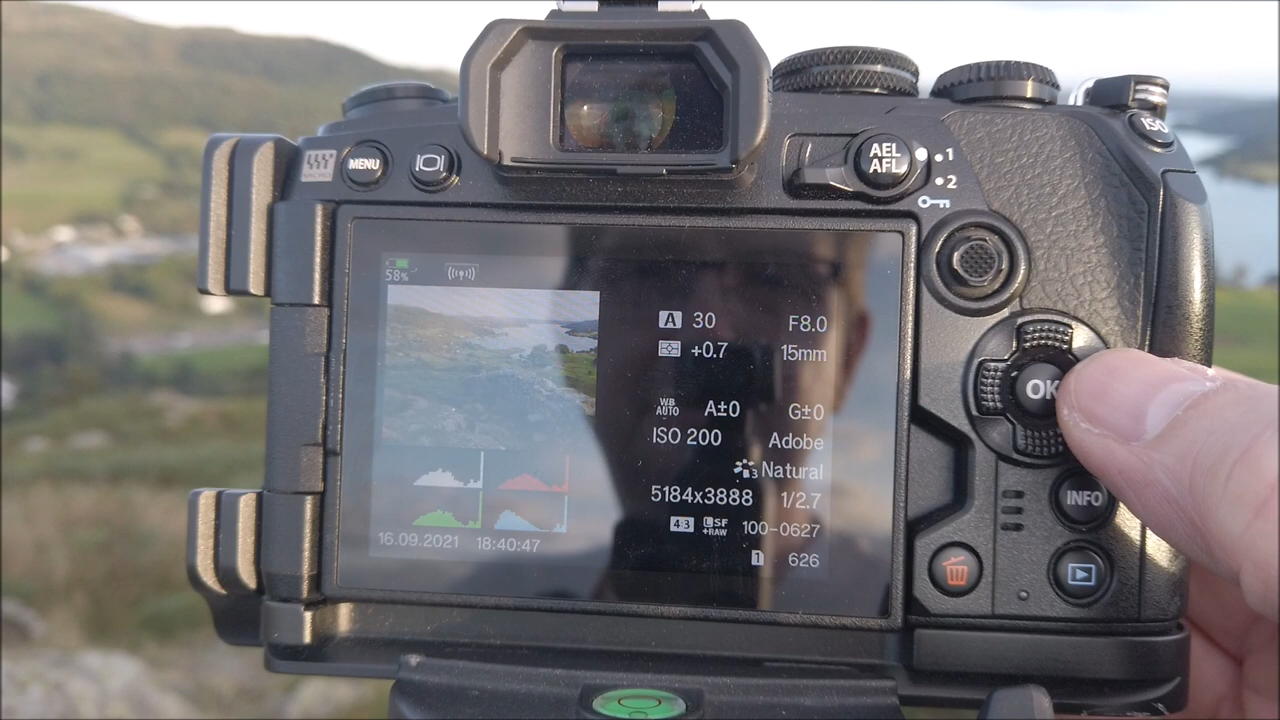 MENU
AEL
AFL
1
2
ISO
58%
A 30 F8.0
+0.7 15mm
WB
AUTO A±0 G±0
ISO 200 Adobe
3 Natural
5184x3888 1/2.7
4:3 LSF
+RAW 100-0627
16.09.2021 18:40:47 1 626
OK
INFO